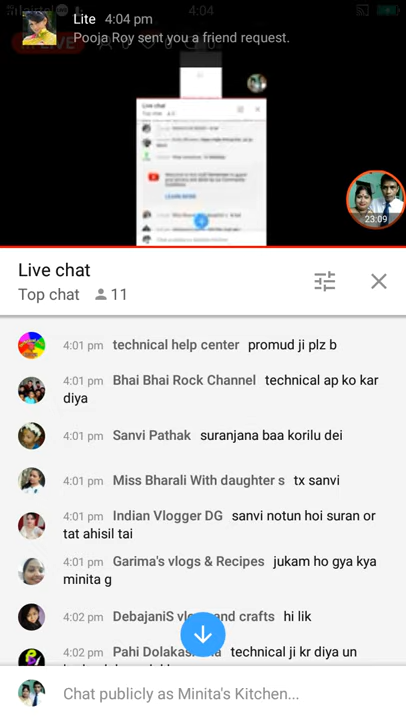 Lite 4:04 pm
Pooja Roy sent you a friend request.
4:04
Live chat
23:09
Live chat
Top chat 11
4:01 pm technical help center promud ji plz b
4:01 pm Bhai Bhai Rock Channel technical ap ko kar
diya
4:01 pm Sanvi Pathak suranjana baa korilu dei
4:01 pm Miss Bharali With daughter s tx sanvi
4:01 pm Indian Vlogger DG sanvi notun hoi suran or
tat ahisil tai
4:01 pm Garima's vlogs & Recipes jukam ho gya kya
minita g
4:02 pm DebajaniS and crafts hi lik
4:02 pm Pahi technical ji kr diya un
Chat publicly as Minita's Kitchen...